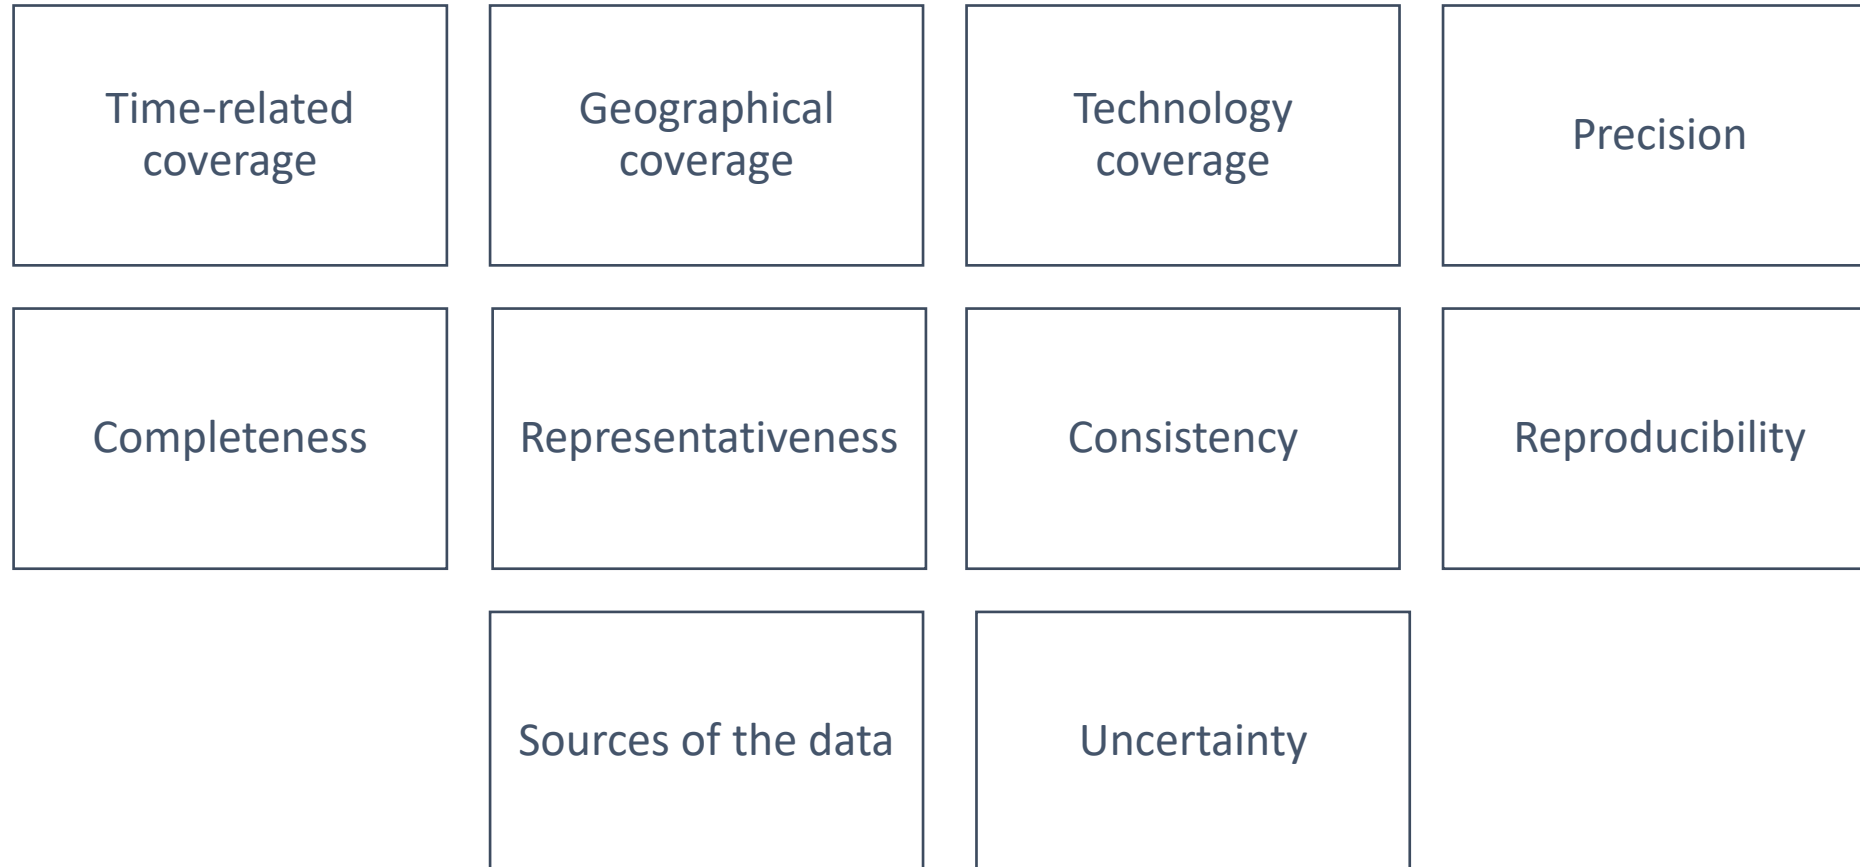 Time-related
coverage
Geographical
coverage
Technology
coverage
Precision
Completeness
Representativeness
Consistency
Reproducibility
Sources of the data
Uncertainty